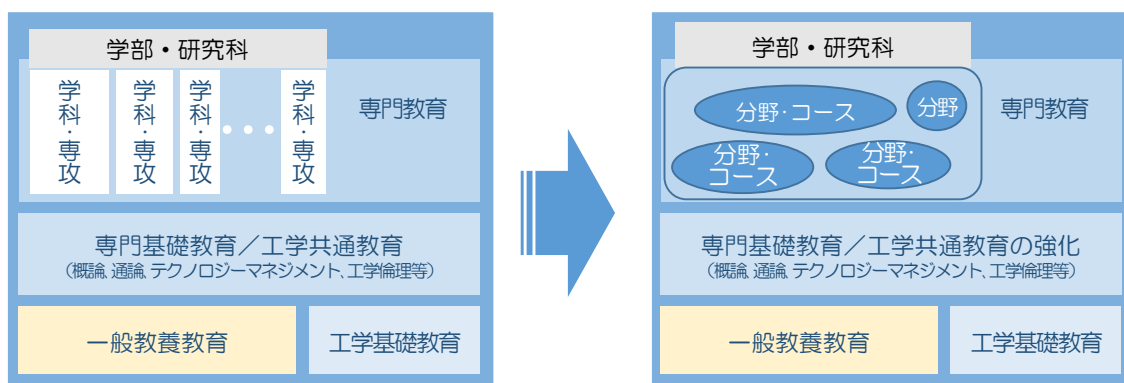 学部・研究科
学科・専攻
学科・専攻
学科・専攻
・・・
学科・専攻
専門教育
専門基礎教育／工学共通教育
（概論、通論、テクノロジーマネジメント、工学倫理等）
一般教養教育
工学基礎教育
学部・研究科
分野・コース
分野
分野・
コース
分野・
コース
専門教育
専門基礎教育／工学共通教育の強化
（概論、通論、テクノロジーマネジメント、工学倫理等）
一般教養教育
工学基礎教育